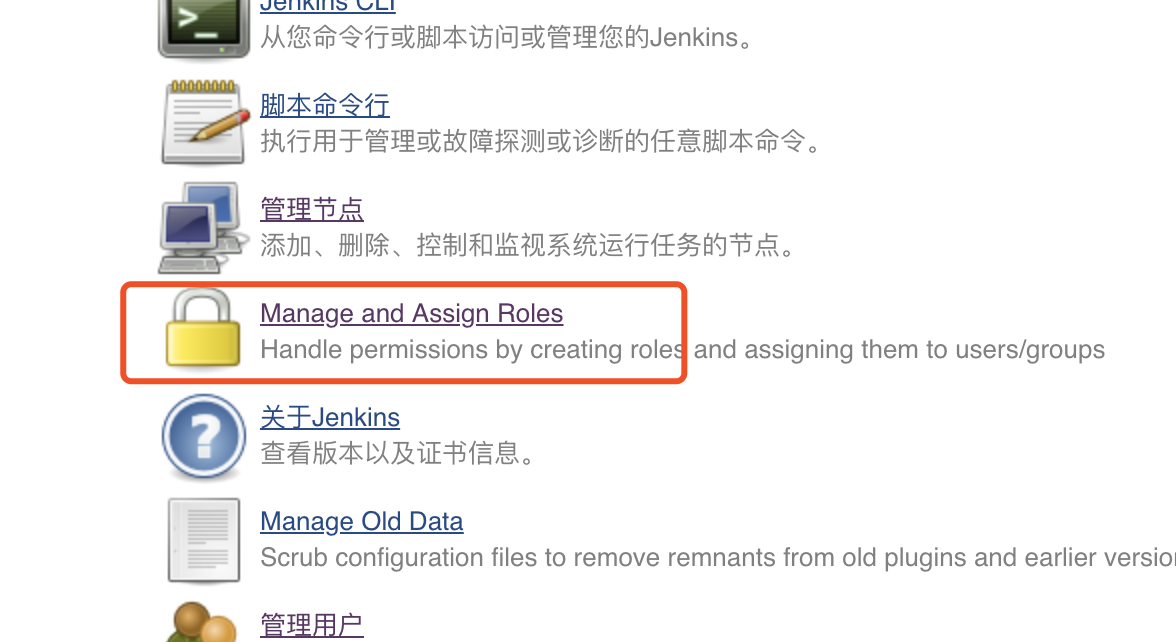 Jenkins CLI
从您命令行或脚本访问或管理您的Jenkins。
脚本命令行
执行用于管理或故障探测或诊断的任意脚本命令。
管理节点
添加、删除、控制和监视系统运行任务的节点。
Manage and Assign Roles
Handle permissions by creating roles and assigning them to users/groups
关于Jenkins
查看版本以及证书信息。
Manage Old Data
Scrub configuration files to remove remnants from old plugins and earlier versio
管理用户